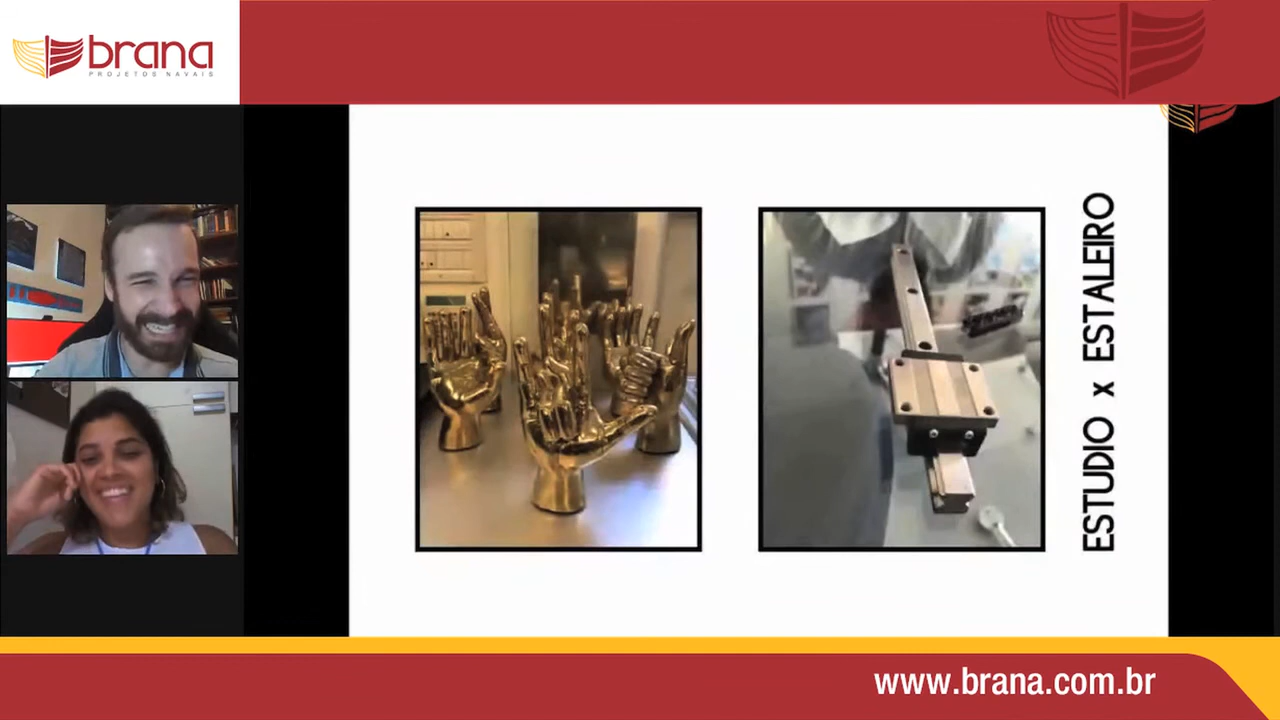 brana
PROJETOS NAVAIS
ESTUDIO x ESTALEIRO
www.brana.com.br